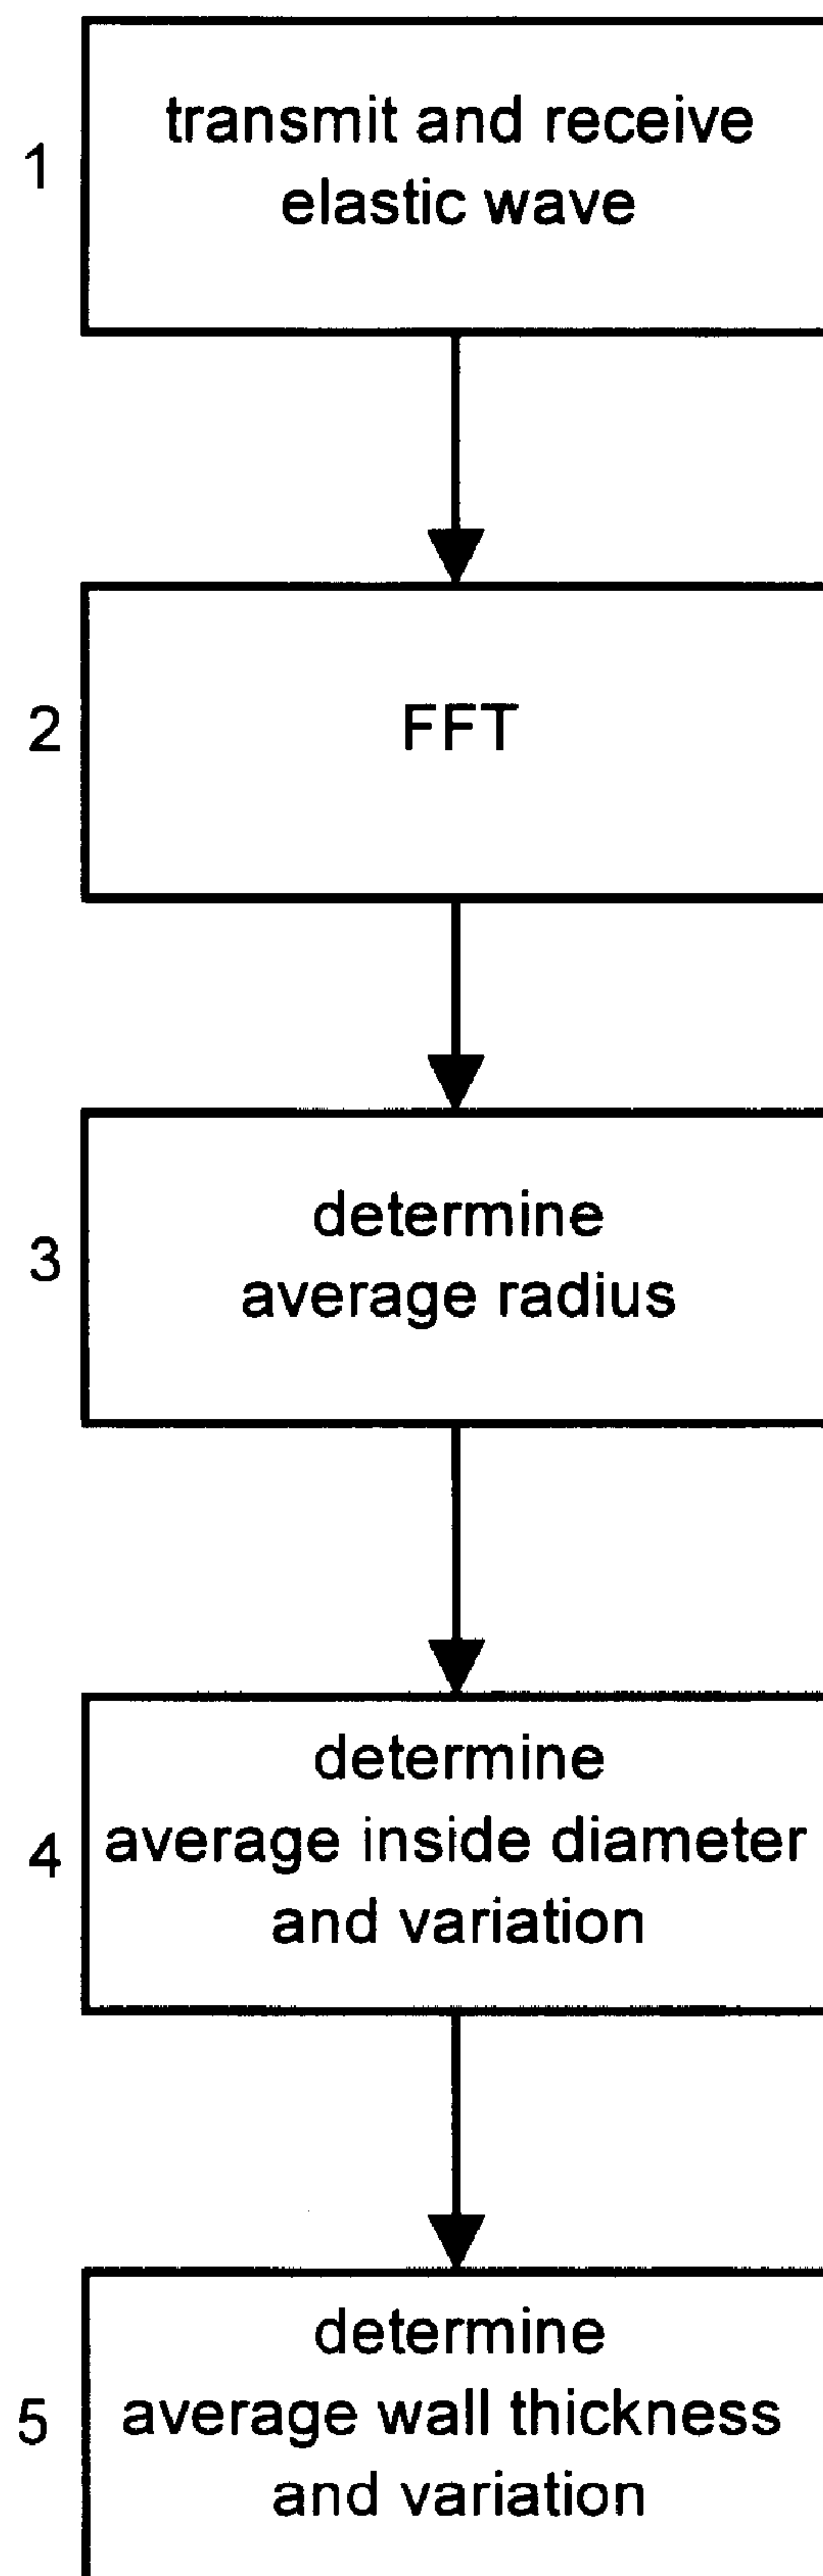 1
transmit and receive
elastic wave
2
FFT
3
determine
average radius
4
determine
average inside diameter
and variation
5
determine
average wall thickness
and variation